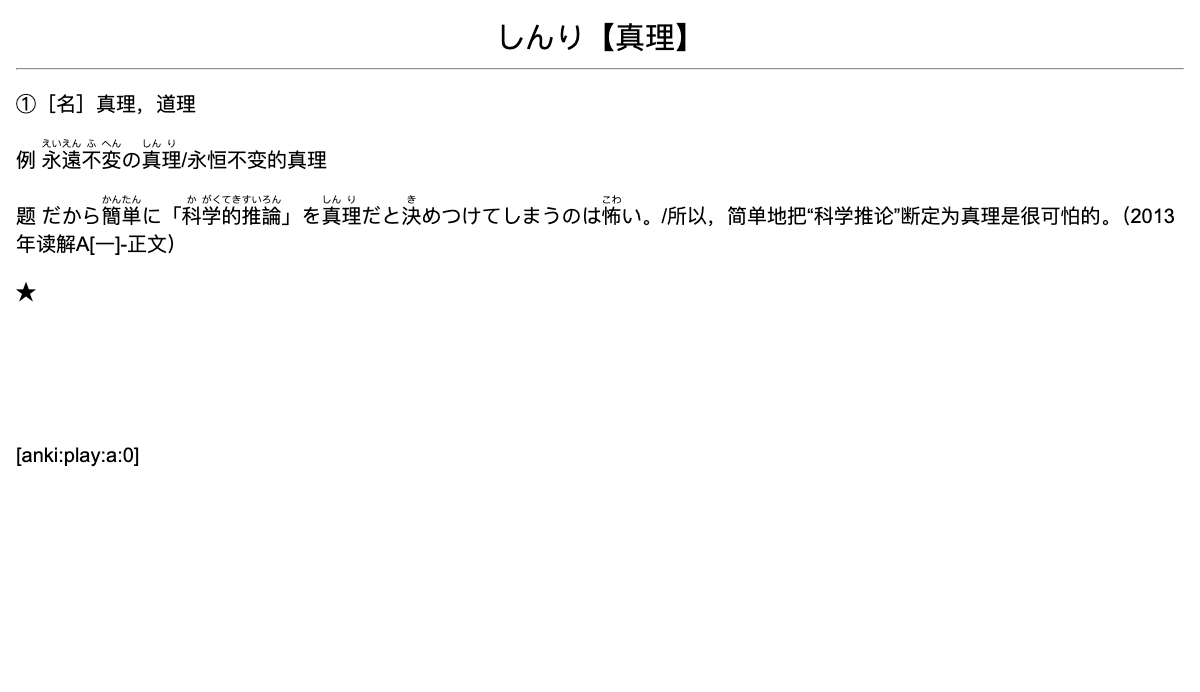 しんり【真理】
①［名］真理，道理
えいえん ふ へん しん り
例 永遠不変の真理/永恒不变的真理
かんたん か がくてきすいろん しん り き こわ
题 だから簡単に「科学的推論」を真理だと決めつけてしまうのは怖い。/所以，简单地把“科学推论”断定为真理是很可怕的。（2013
年读解A[一]-正文）
★
[anki:play:a:0]